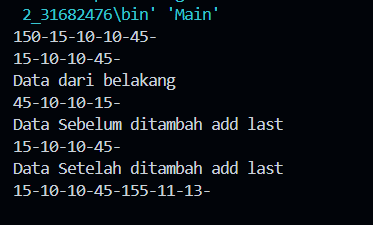 2_31682476\bin' 'Main'
150-15-10-10-45-
15-10-10-45-
Data dari belakang
45-10-10-15-
Data Sebelum ditambah add last
15-10-10-45-
Data Setelah ditambah add last
15-10-10-45-155-11-13-